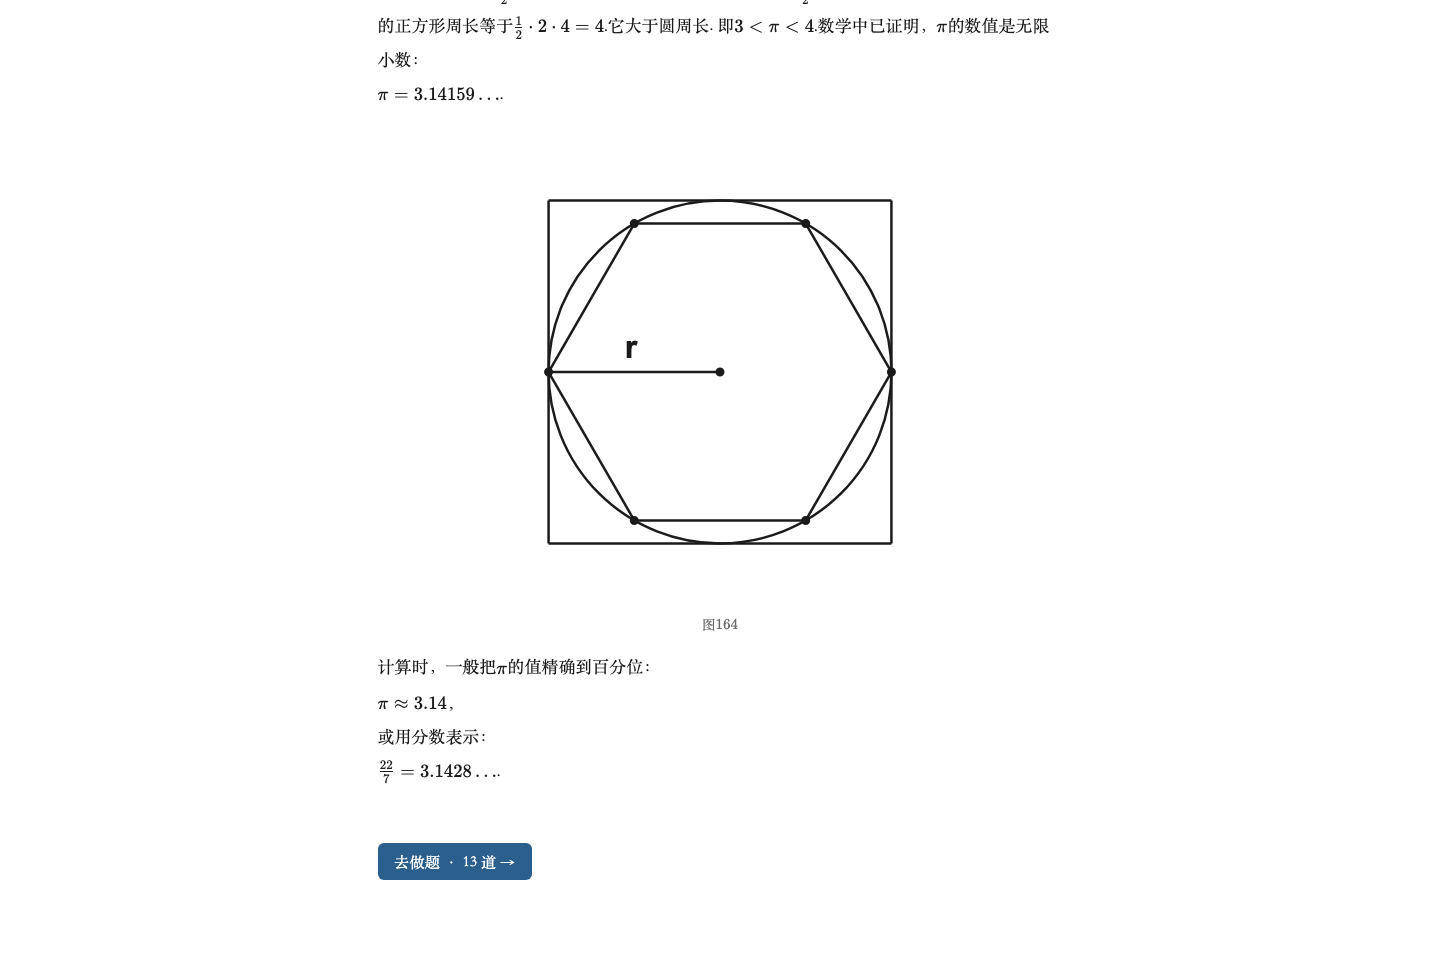 的正方形周长等于\frac{1}{2} · 2 · 4 = 4.它大于圆周长. 即3 < π < 4.数学中已证明，π的数值是无限
小数：
π = 3.14159 . . ..
r
图164
计算时，一般把π的值精确到百分位：
π ≈ 3.14，
或用分数表示：
\frac{22}{7} = 3.1428 . . ..
去做题 · 13 道 →